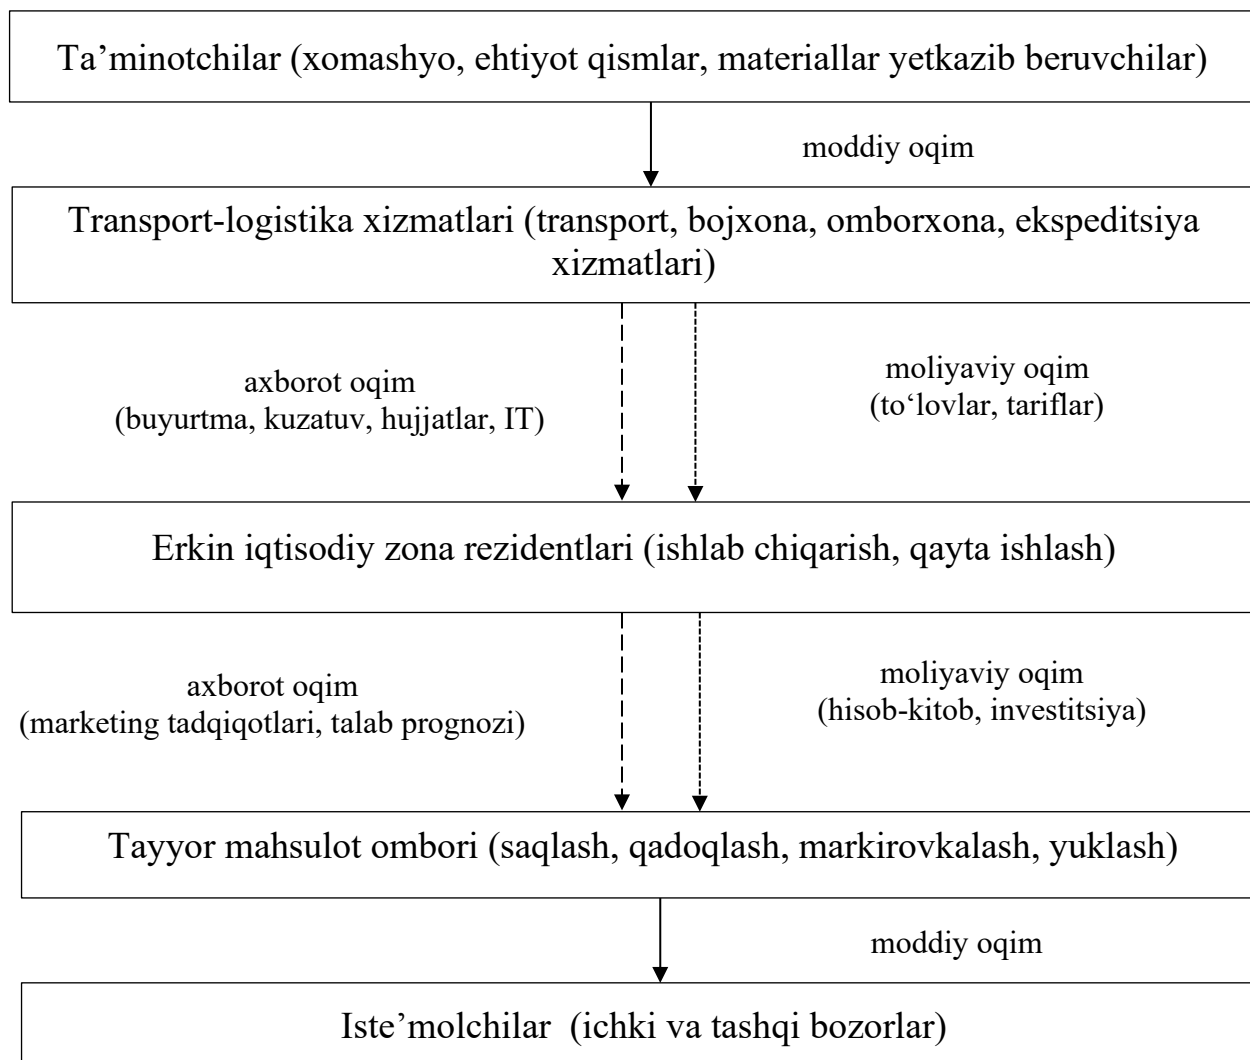 Ta’minotchilar (xomashyo, ehtiyot qismlar, materiallar yetkazib beruvchilar)
moddiy oqim
Transport-logistika xizmatlari (transport, bojxona, omborxona, ekspeditsiya
xizmatlari)
axborot oqim
(buyurtma, kuzatuv, hujjatlar, IT)
moliyaviy oqim
(to‘lovlar, tariflar)
Erkin iqtisodiy zona rezidentlari (ishlab chiqarish, qayta ishlash)
axborot oqim
(marketing tadqiqotlari, talab prognozi)
moliyaviy oqim
(hisob-kitob, investitsiya)
Tayyor mahsulot ombori (saqlash, qadoqlash, markirovkalash, yuklash)
moddiy oqim
Iste’molchilar (ichki va tashqi bozorlar)